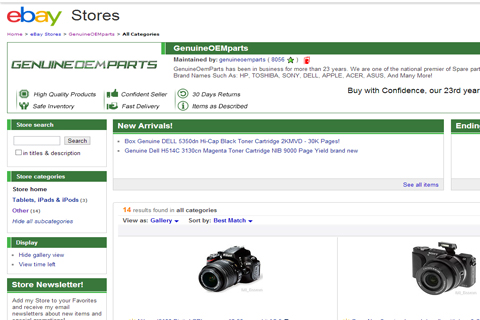 ebay Stores
Home > eBay Stores > GenuineOEMparts > All Categories
GENUINEOEMPARTS
GenuineOEMparts
Maintained by: genuineoemparts ( 8056 )
GenuineOemParts has been in business for more than 23 years. We are one of the national premier of Spare part
Brand Names Such As. HP, TOSHIBA, SONY, DELL, APPLE, ACER, ASUS, And Many More!
High Quality Products
Confident Seller
30 Days Returns
Safe Inventory
Fast Delivery
Items as Described
Buy with Confidence, our 23rd year
Store search
Search
in titles & description
Store categories
Store home
Tablets, iPads & iPods (3)
Other (14)
Hide all subcategories
Display
Hide gallery view
View time left
Store Newsletter!
Add my Store to your Favorites
and receive my email
newsletters about new items and
New Arrivals!
Box Genuine DELL 5350dn Hi-Cap Black Toner Cartridge 2KMVD - 30K Pages!
Genuine Dell H514C 3130cn Magenta Toner Cartridge NIB 9000 Page Yield brand new
See all items
Ending
14 results found in all categories
View as: Gallery
Sort by: Best Match